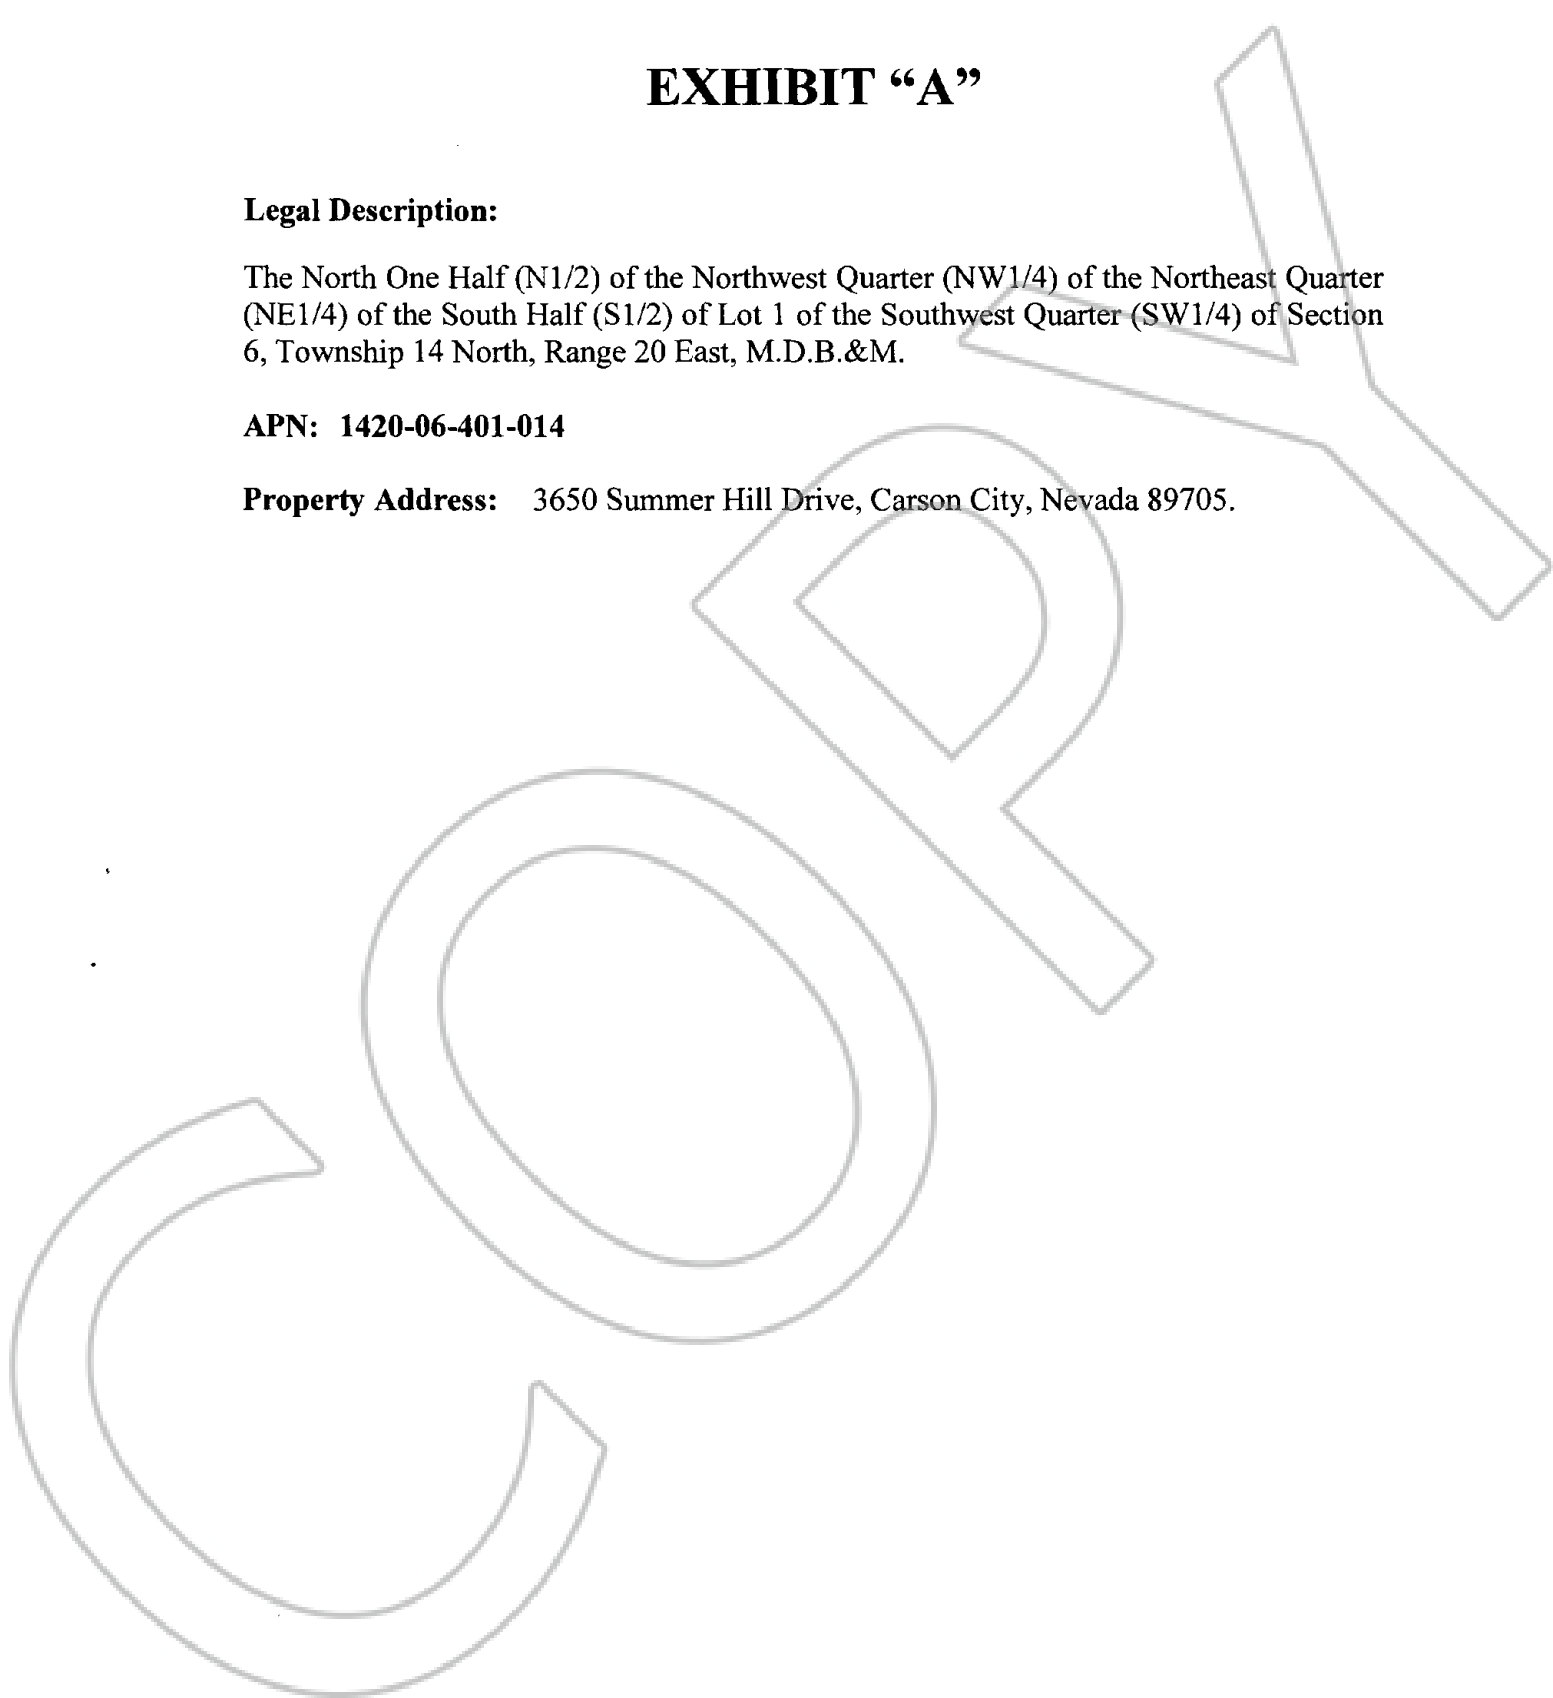 EXHIBIT “A”
Legal Description:
The North One Half (N1/2) of the Northwest Quarter (NW1/4) of the Northeast Quarter
(NE1/4) of the South Half (S1/2) of Lot 1 of the Southwest Quarter (SW1/4) of Section
6, Township 14 North, Range 20 East, M.D.B.&M.
APN: 1420-06-401-014
Property Address: 3650 Summer Hill Drive, Carson City, Nevada 89705.
COPY